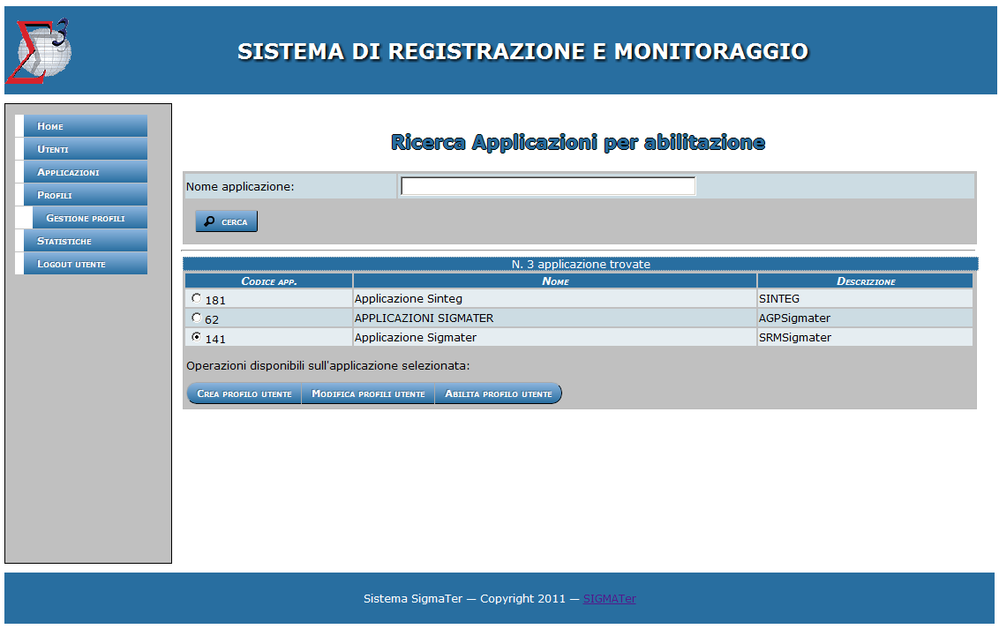 3
SISTEMA DI REGISTRAZIONE E MONITORAGGIO
Home
Utenti
Applicazioni
Profili
Gestione profili
Statistiche
Logout utente
Ricerca Applicazioni per abilitazione
Nome applicazione:
cerca
N. 3 applicazione trovate
Codice app. Nome Descrizione
181 Applicazione Sinteg SINTEG
62 APPLICAZIONI SIGMATER AGPSigmater
141 Applicazione Sigmater SRMSigmater
Operazioni disponibili sull'applicazione selezionata:
Crea profilo utente Modifica profili utente Abilita profilo utente
Sistema SigmaTer — Copyright 2011 — SIGMATer